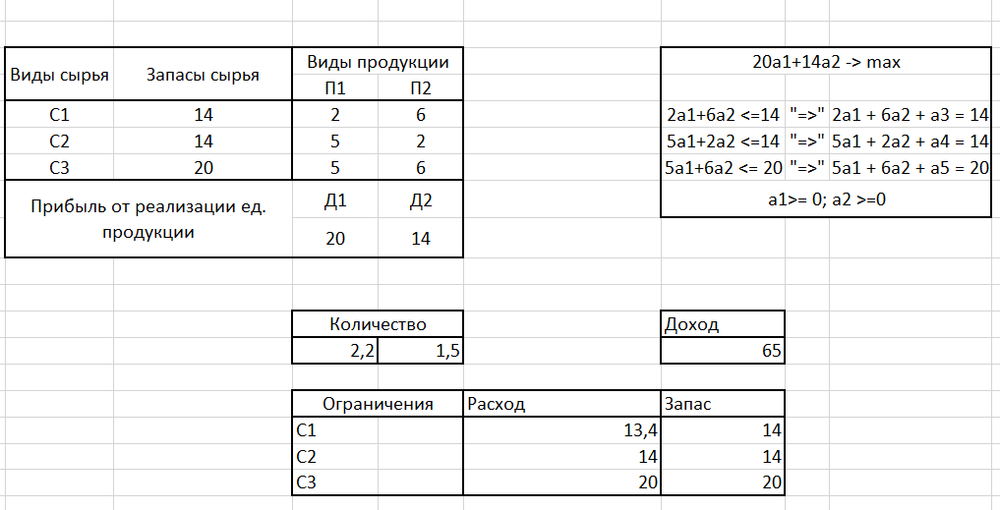 Виды сырья Запасы сырья Виды продукции
П1 П2
С1 14 2 6
С2 14 5 2
С3 20 5 6
Прибыль от реализации ед. продукции Д1 Д2
20 14
20a1+14a2 -> max
2a1+6a2 <=14 "=>" 2a1 + 6a2 + a3 = 14
5a1+2a2 <=14 "=>" 5a1 + 2a2 + a4 = 14
5a1+6a2 <= 20 "=>" 5a1 + 6a2 + a5 = 20
a1>= 0; a2 >=0
Количество
2,2 1,5
Доход
65
Ограничения Расход Запас
С1 13,4 14
С2 14 14
С3 20 20